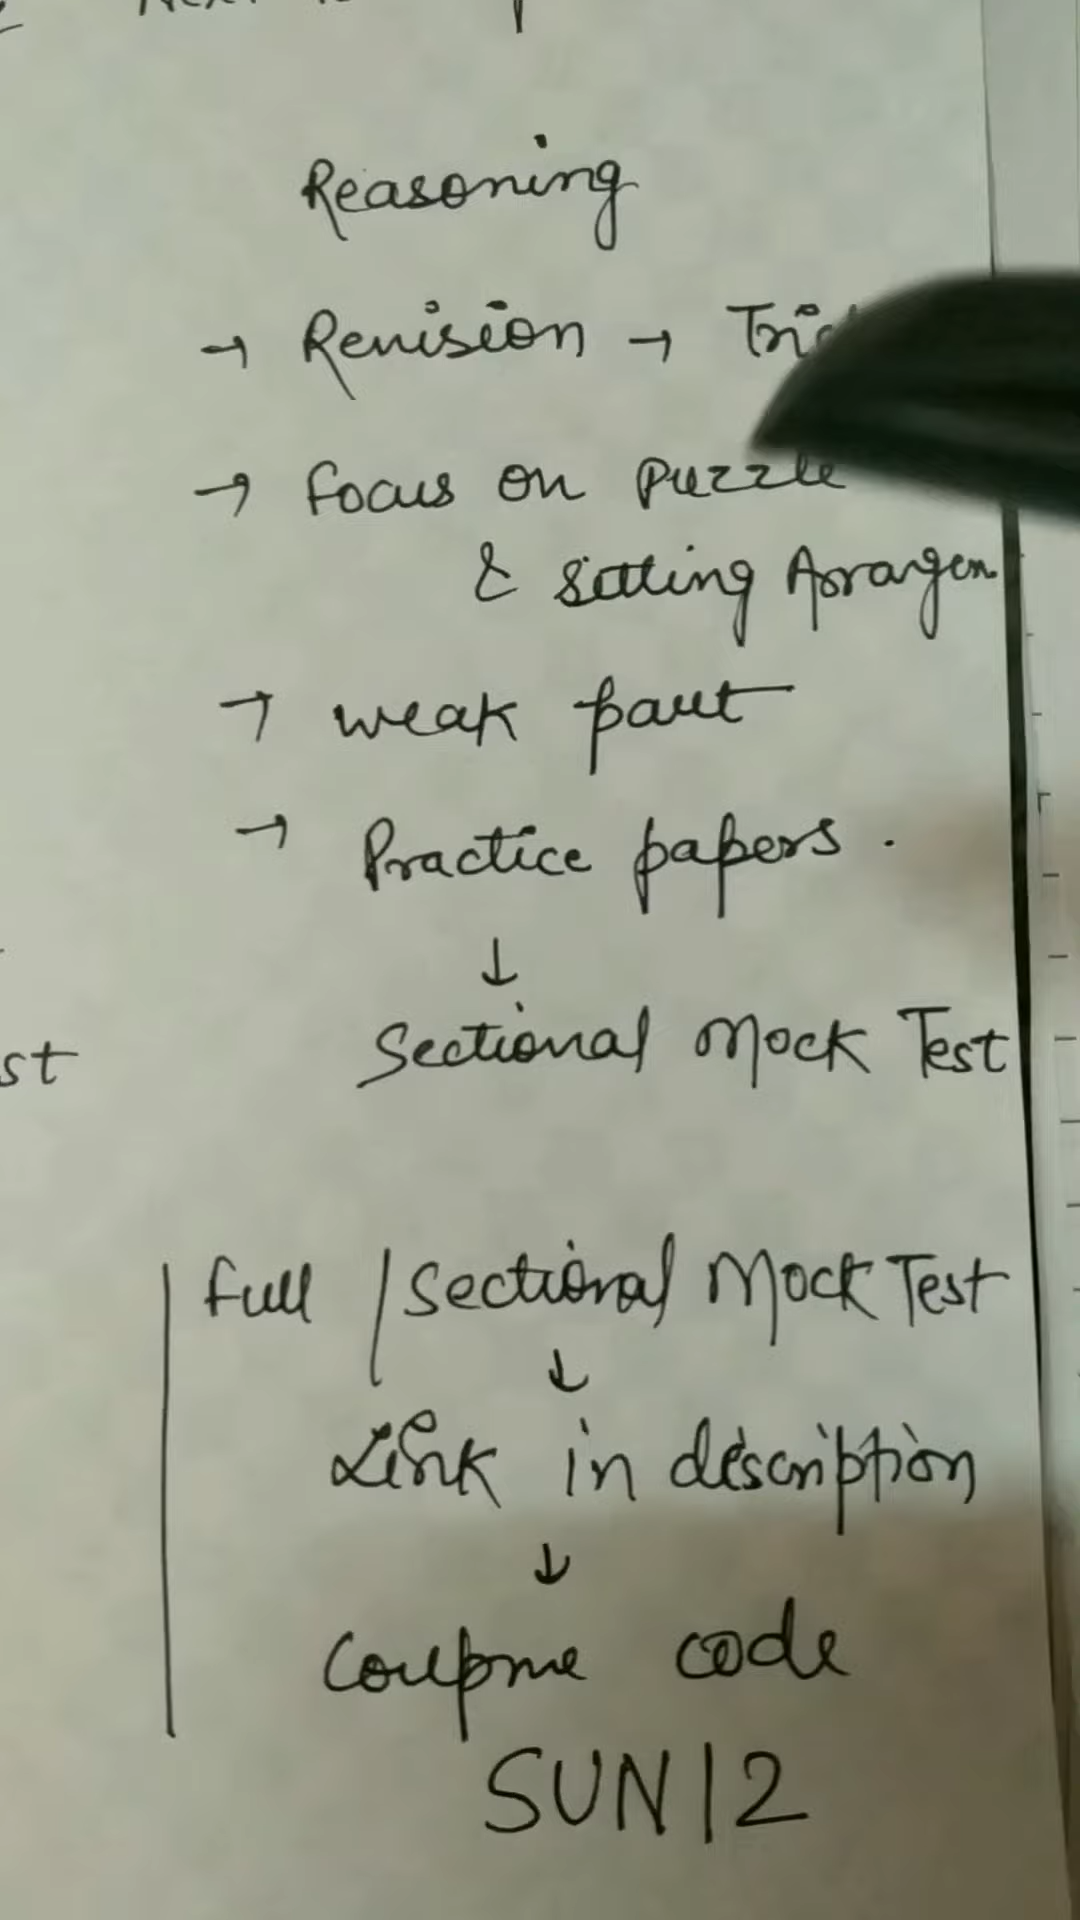 Reasoning
→ Revision →
→ Focus on Puzzle
& Sitting Arrangem
→ weak part
→ Practice papers.
↓
st
Sectional Mock Test
Full / Sectional Mock Test
↓
Link in description
↓
Coupme code
SUN12